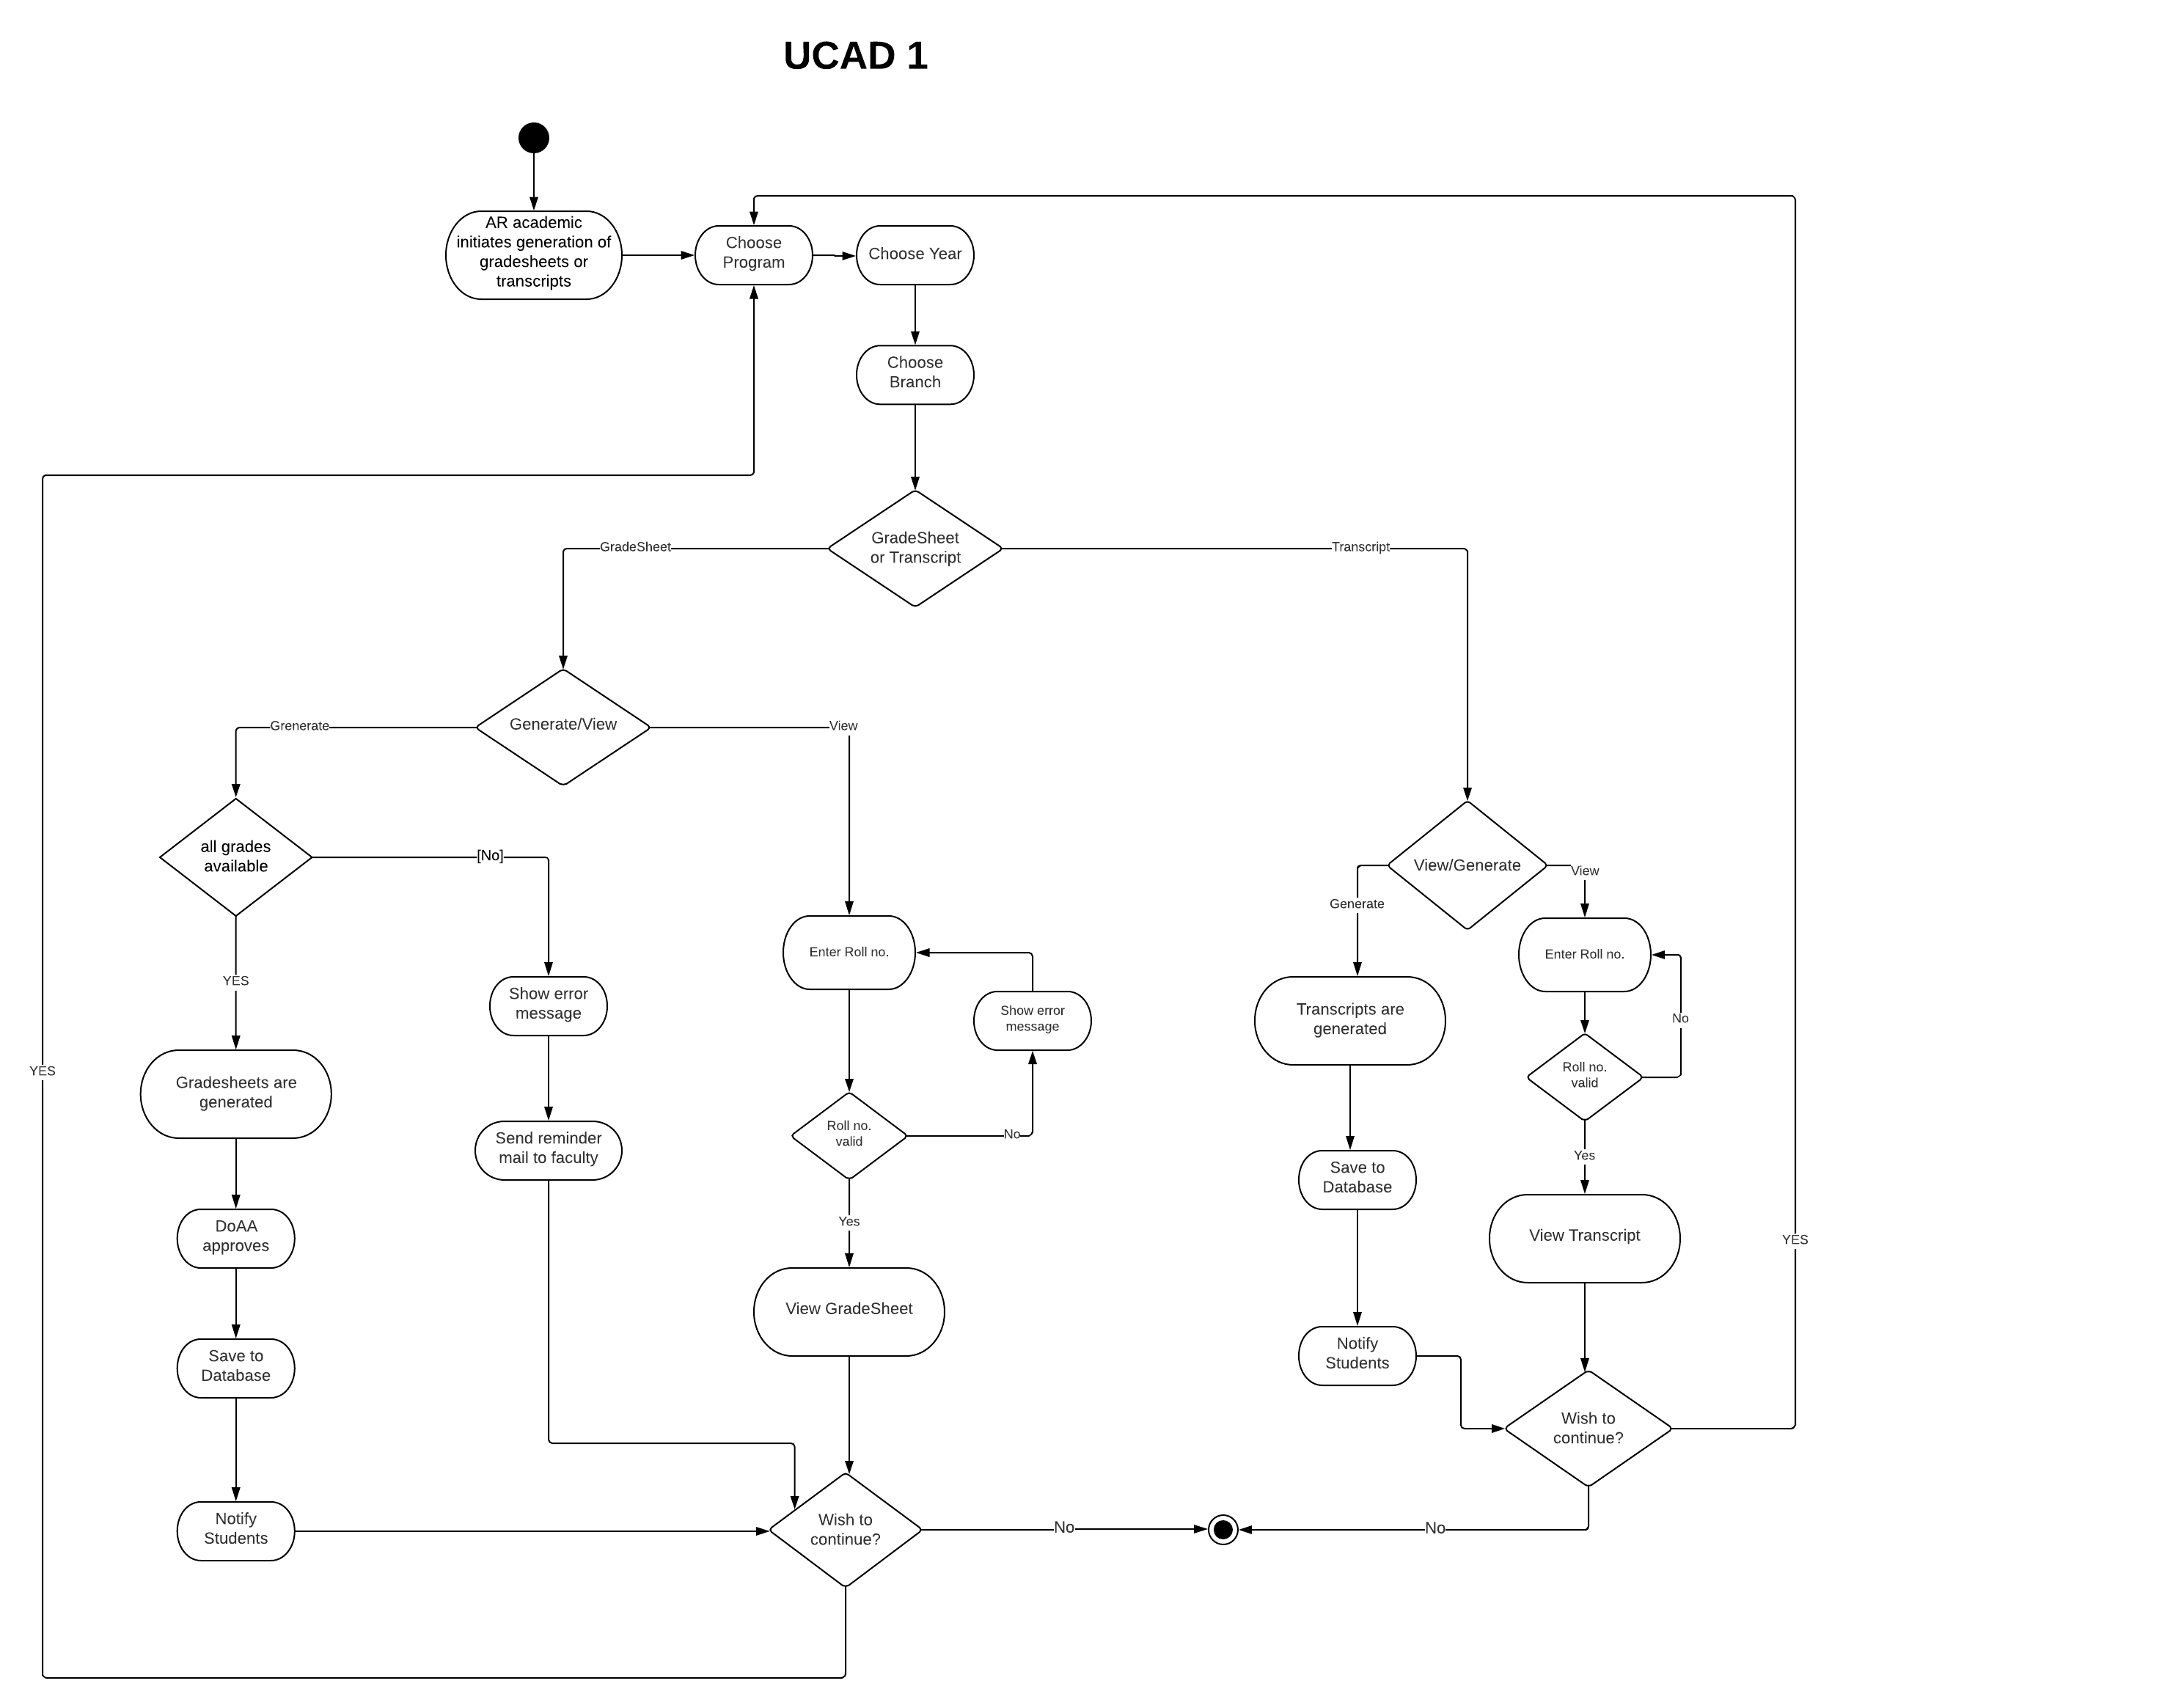 UCAD 1
AR academic
initiates generation of
gradesheets or
transcripts
Choose
Program
Choose Year
Choose
Branch
GradeSheet
or Transcript
GradeSheet
Transcript
Generate/View
Grenerate
View
all grades
available
[No]
YES
View/Generate
View
Generate
Enter Roll no.
Enter Roll no.
Show error
message
Show error
message
Transcripts are
generated
No
Roll no.
valid
YES
Gradesheets are
generated
Send reminder
mail to faculty
Roll no.
valid
No
Yes
Save to
Database
DoAA
approves
Yes
View Transcript
YES
View GradeSheet
Save to
Database
Notify
Students
Wish to
continue?
Notify
Students
Wish to
continue?
No
No